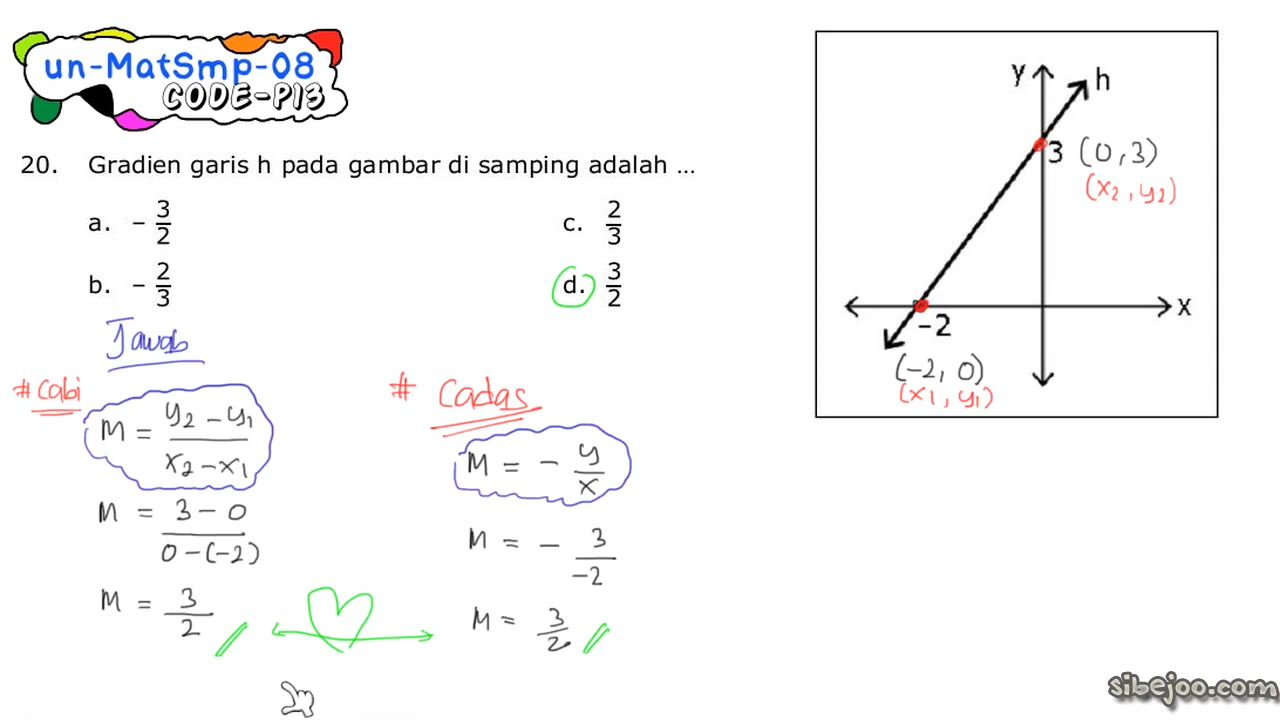 un-MatSmp-08
CODE-P13
20. Gradien garis h pada gambar di samping adalah ...
a. – 3/2
c. 2/3
b. – 2/3
d. 3/2
Jawab
# Cabi
M = y2 – y1 / x2 – x1
M = 3 – 0 / 0 – (–2)
M = 3/2
# Cadas
M = – y/x
M = – 3/–2
M = 3/2
y
h
3 (0, 3)
(x2, y2)
x
–2
(–2, 0)
(x1, y1)
sibejoo.com